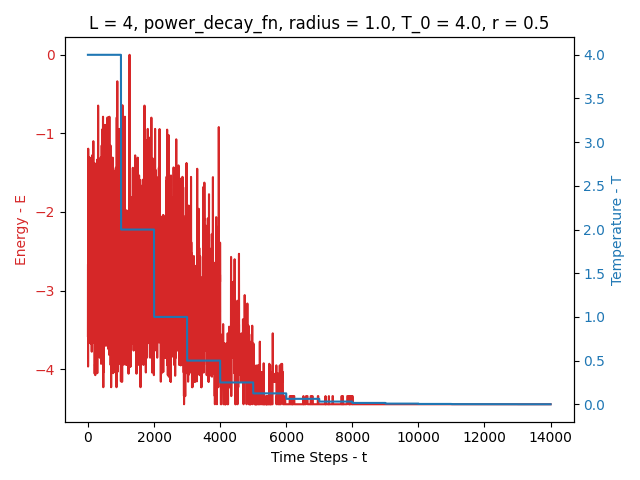 L = 4, power_decay_fn, radius = 1.0, T_0 = 4.0, r = 0.5
0
−1
−2
−3
−4
Energy - E
4.0
3.5
3.0
2.5
2.0
1.5
1.0
0.5
0.0
Temperature - T
0 2000 4000 6000 8000 10000 12000 14000
Time Steps - t